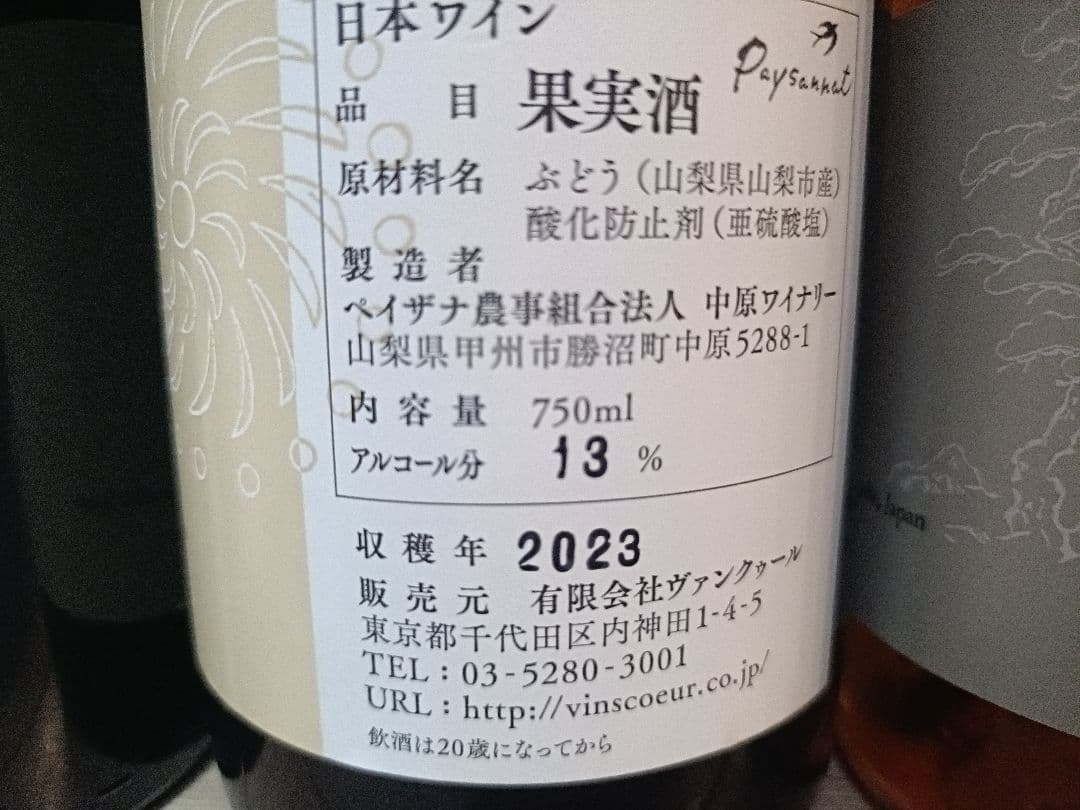 日本ワイン
Paysannat
品目 果実酒
原材料名 ぶどう（山梨県山梨市産）
酸化防止剤（亜硫酸塩）
製造者
ペイザナ農事組合法人 中原ワイナリー
山梨県甲州市勝沼町中原5288-1
内容量 750ml
アルコール分 13 %
収穫年 2023
販売元 有限会社ヴァンクゥール
東京都千代田区内神田1-4-5
TEL：03-5280-3001
URL：http://vinscoeur.co.jp/
飲酒は20歳になってから
Japan